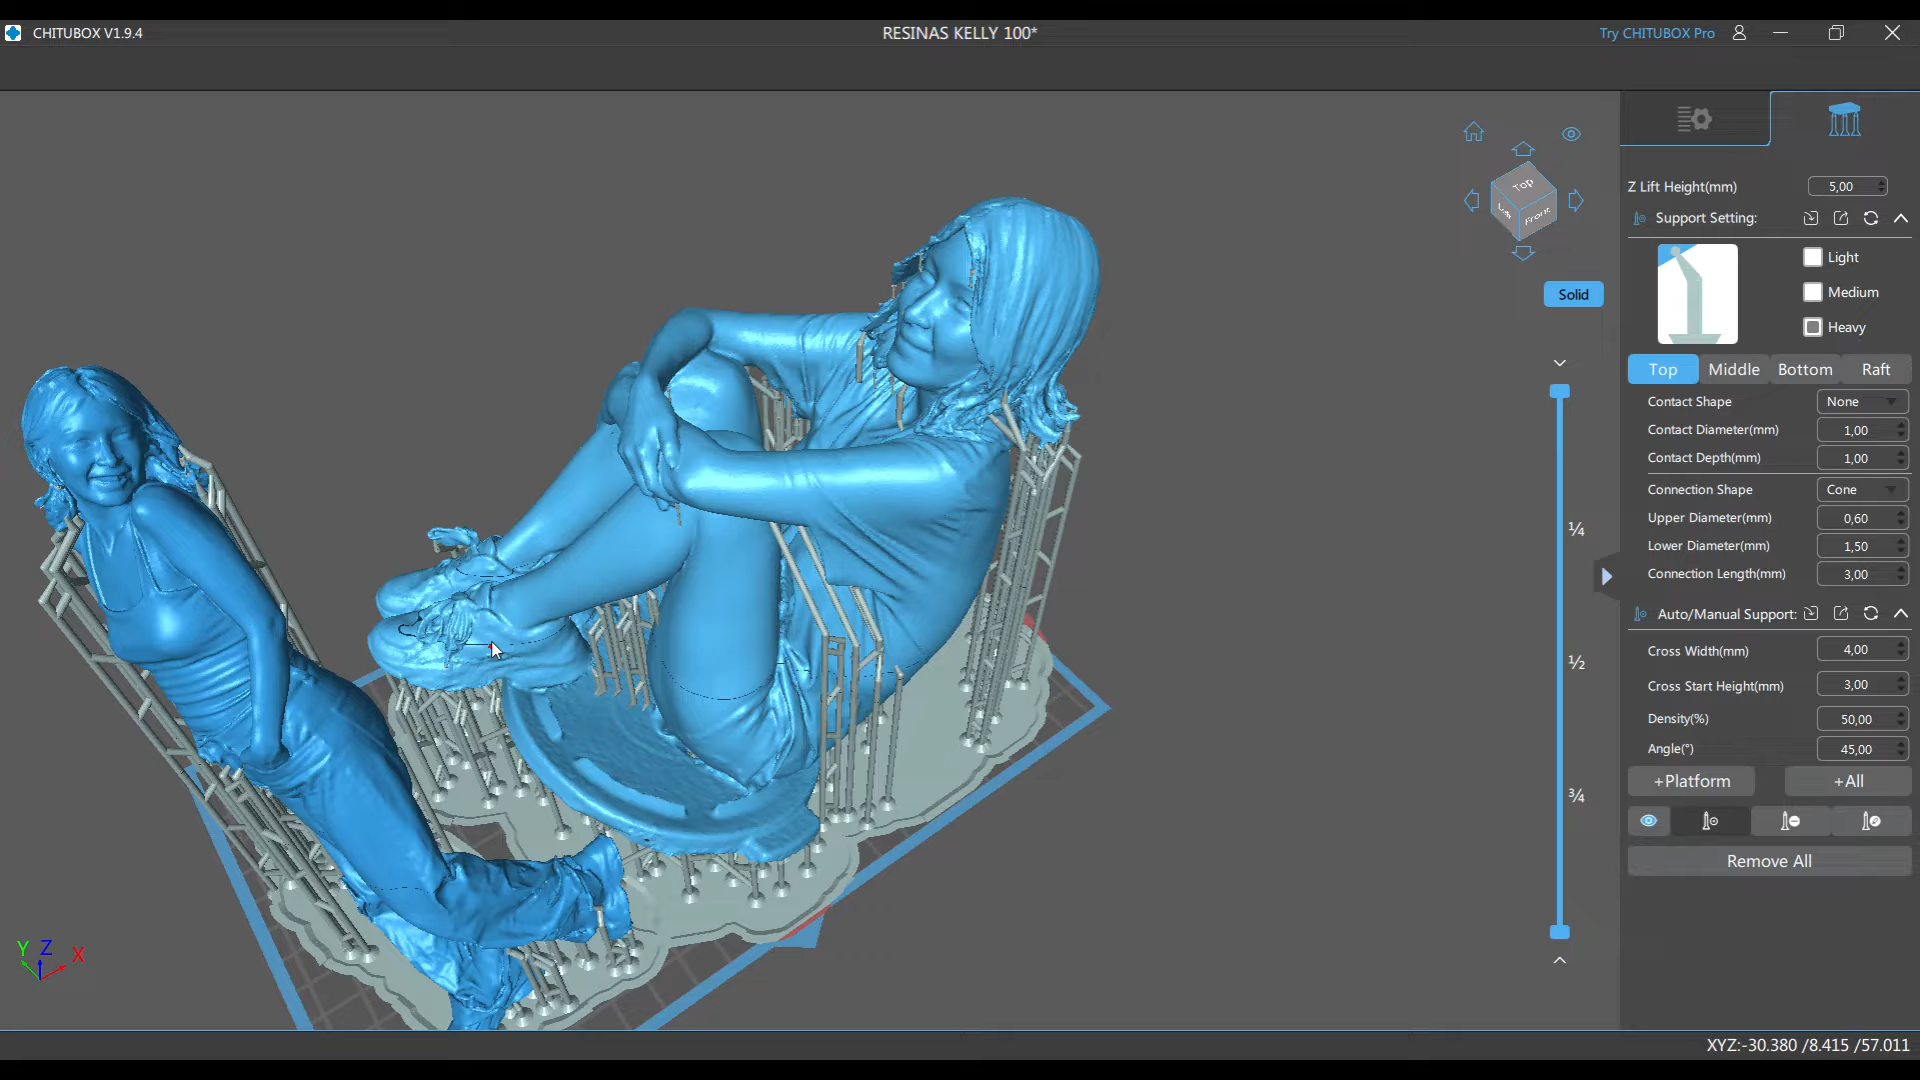 CHITUBOX V1.9.4
RESINAS KELLY 100*
Try CHITUBOX Pro
Z Lift Height(mm) 5,00
Support Setting:
Light
Medium
Heavy
Top Middle Bottom Raft
Contact Shape None
Contact Diameter(mm) 1,00
Contact Depth(mm) 1,00
Connection Shape Cone
Upper Diameter(mm) 0,60
Lower Diameter(mm) 1,50
Connection Length(mm) 3,00
Auto/Manual Support:
Cross Width(mm) 4,00
Cross Start Height(mm) 3,00
Density(%) 50,00
Angle(°) 45,00
+Platform +All
Remove All
Top
Left Front
Solid
¼
½
¾
Y Z X
XYZ:-30.380 /8.415 /57.011